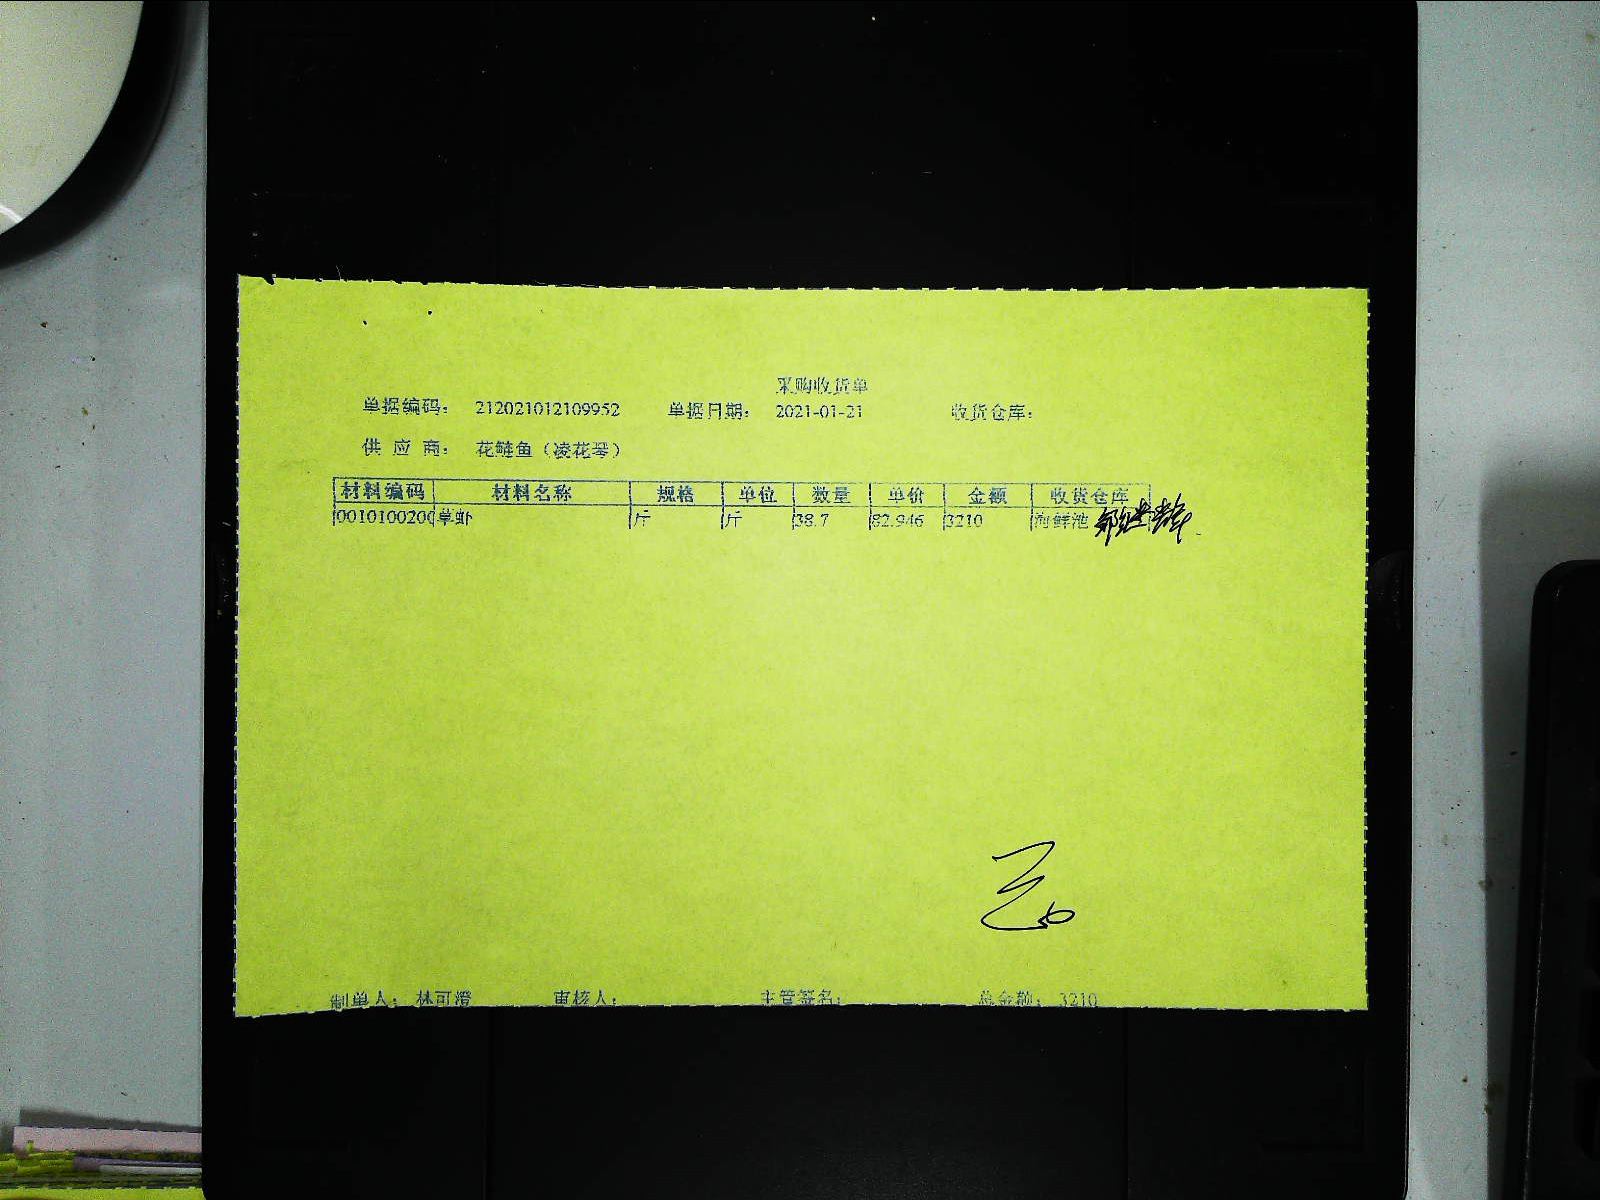 采购收货单
单据编码: 212021012109952 单据日期: 2021-01-21 收货仓库:
供 应 商: 花鲢鱼（凌花琴）
材料编码 材料名称 规格 单位 数量 单价 金额 收货仓库
0010100200 草虾 斤 斤 38.7 82.946 3210 海鲜池
制单人: 林可澄 审核人: 主管签名: 总金额: 3210